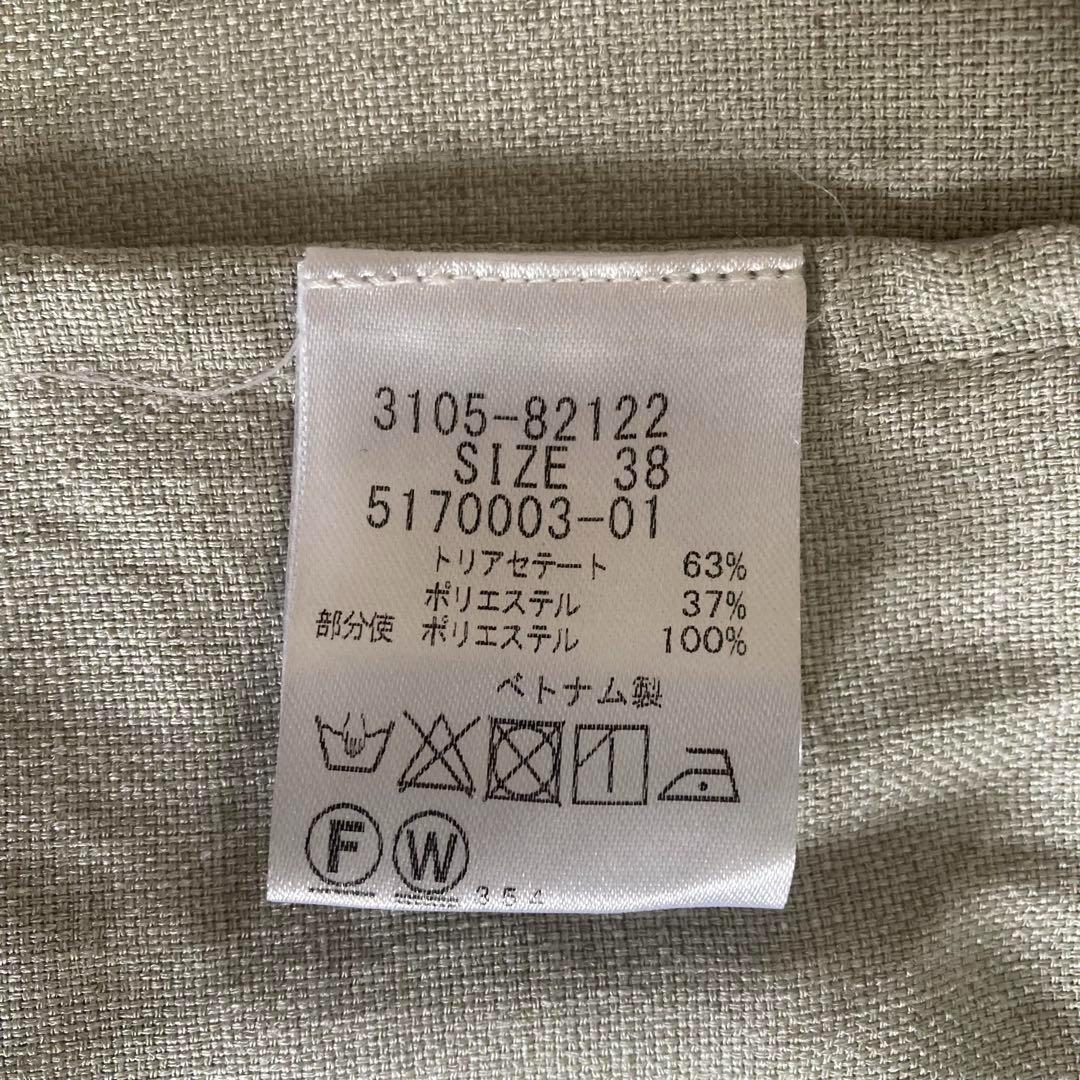 3105-82122
SIZE 38
5170003-01
トリアセテート 63%
ポリエステル 37%
部分使 ポリエステル 100%
ベトナム製
F W 354